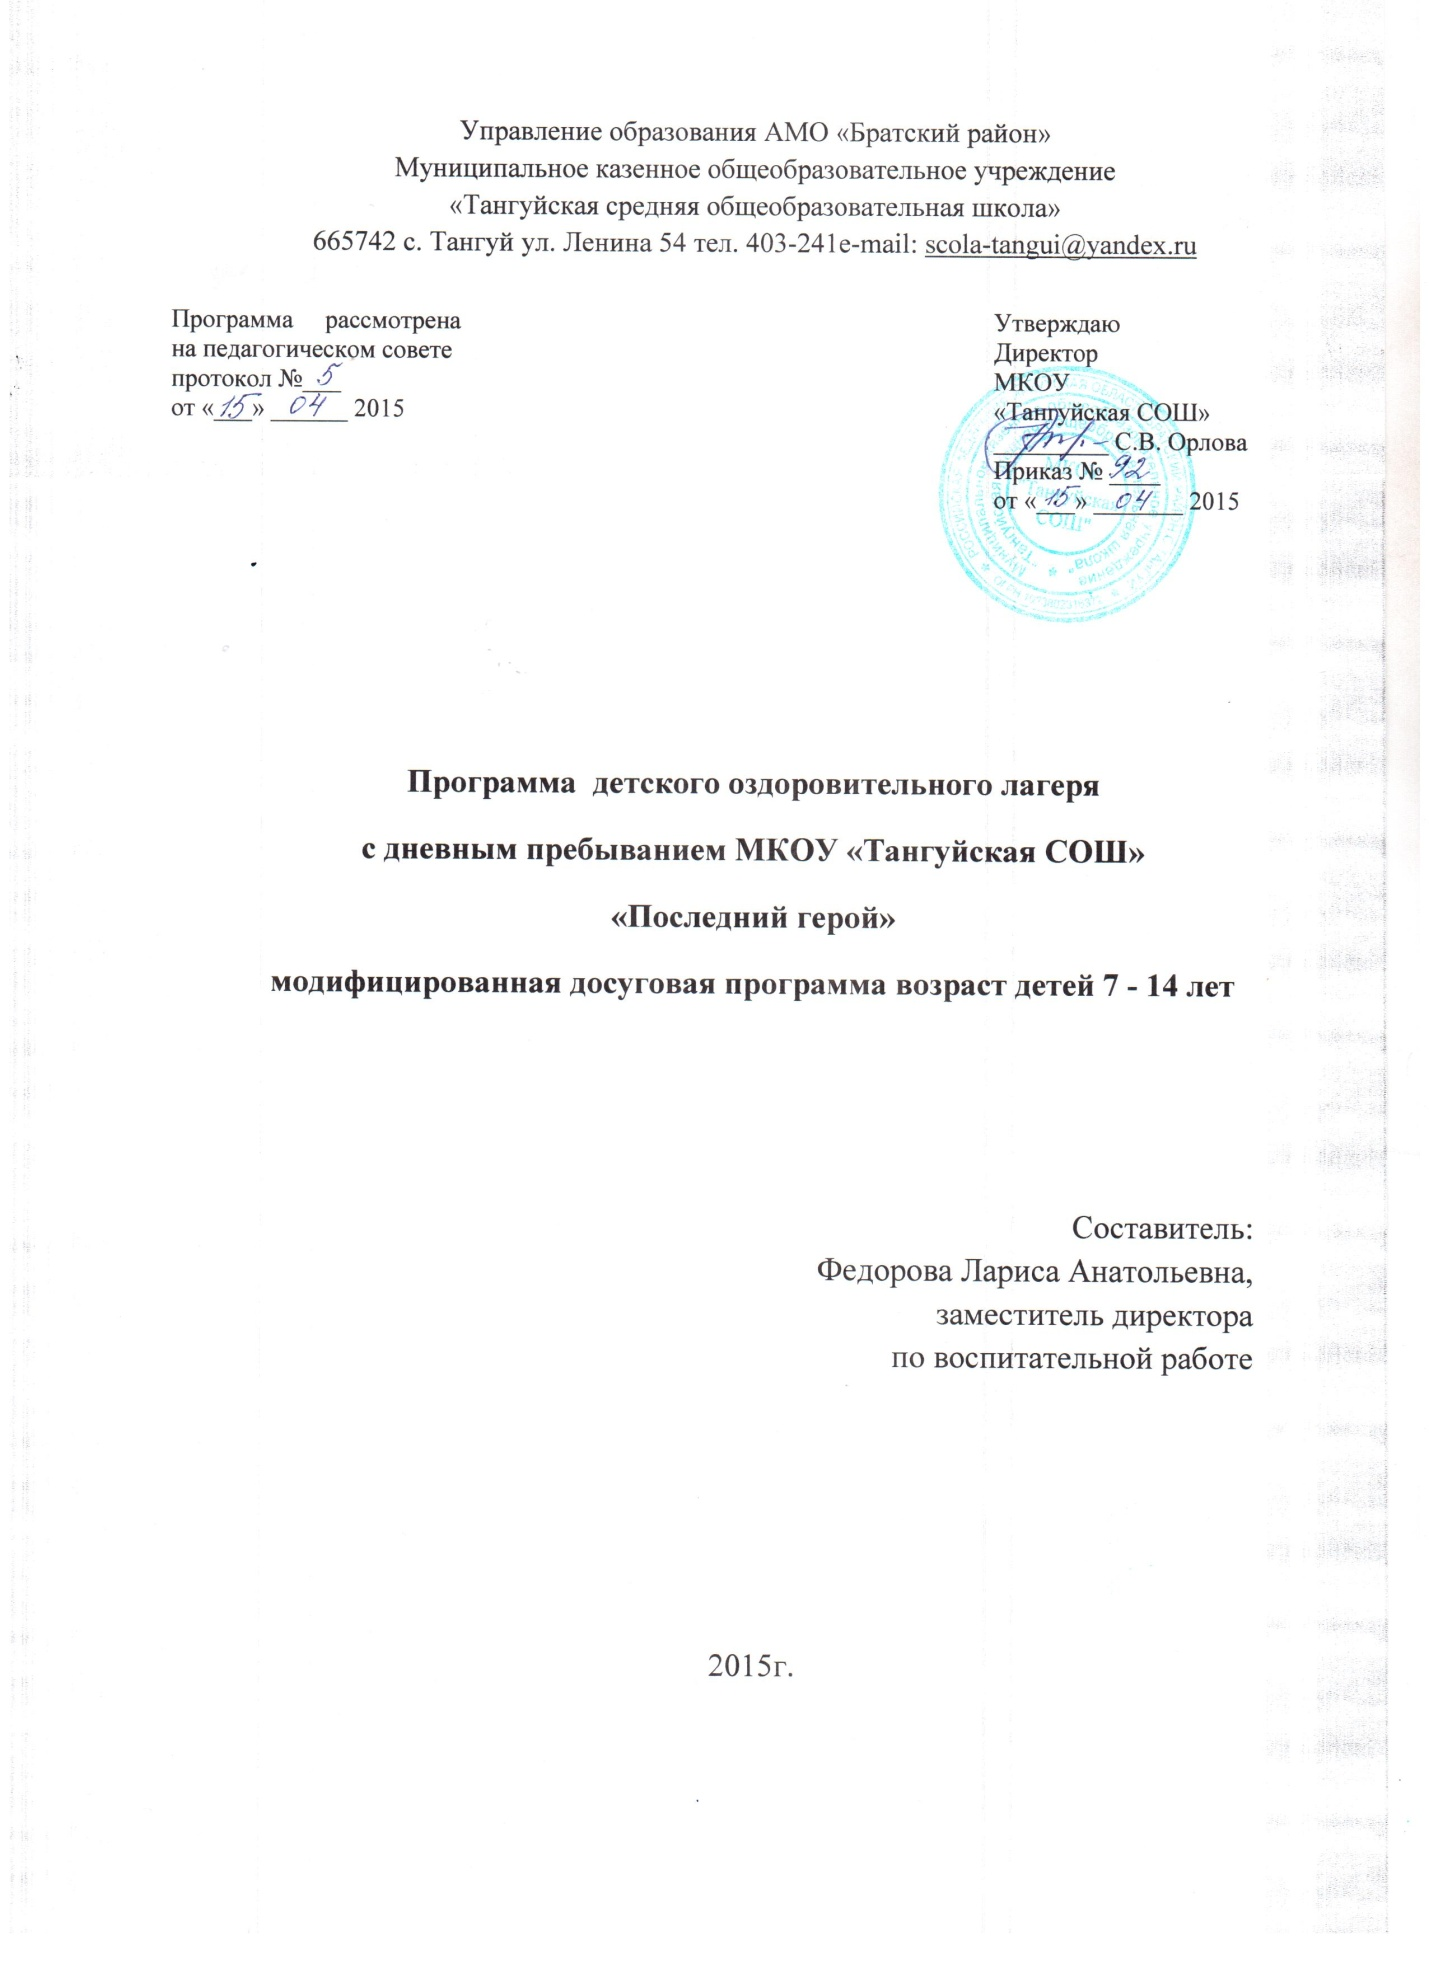 Управление образования АМО «Братский район»
Муниципальное казенное общеобразовательное учреждение
«Тангуйская средняя общеобразовательная школа»
665742 с. Тангуй ул. Ленина 54 тел. 403-241e-mail: scola-tangui@yandex.ru
Программа рассмотрена
на педагогическом совете
протокол № 5
от «15» 04 2015
Утверждаю
Директор
МКОУ
«Тангуйская СОШ»
С.В. Орлова
Приказ № 92
от «15» 04 2015
СОШ"
Программа детского оздоровительного лагеря
с дневным пребыванием МКОУ «Тангуйская СОШ»
«Последний герой»
модифицированная досуговая программа возраст детей 7 - 14 лет
Составитель:
Федорова Лариса Анатольевна,
заместитель директора
по воспитательной работе
2015г.